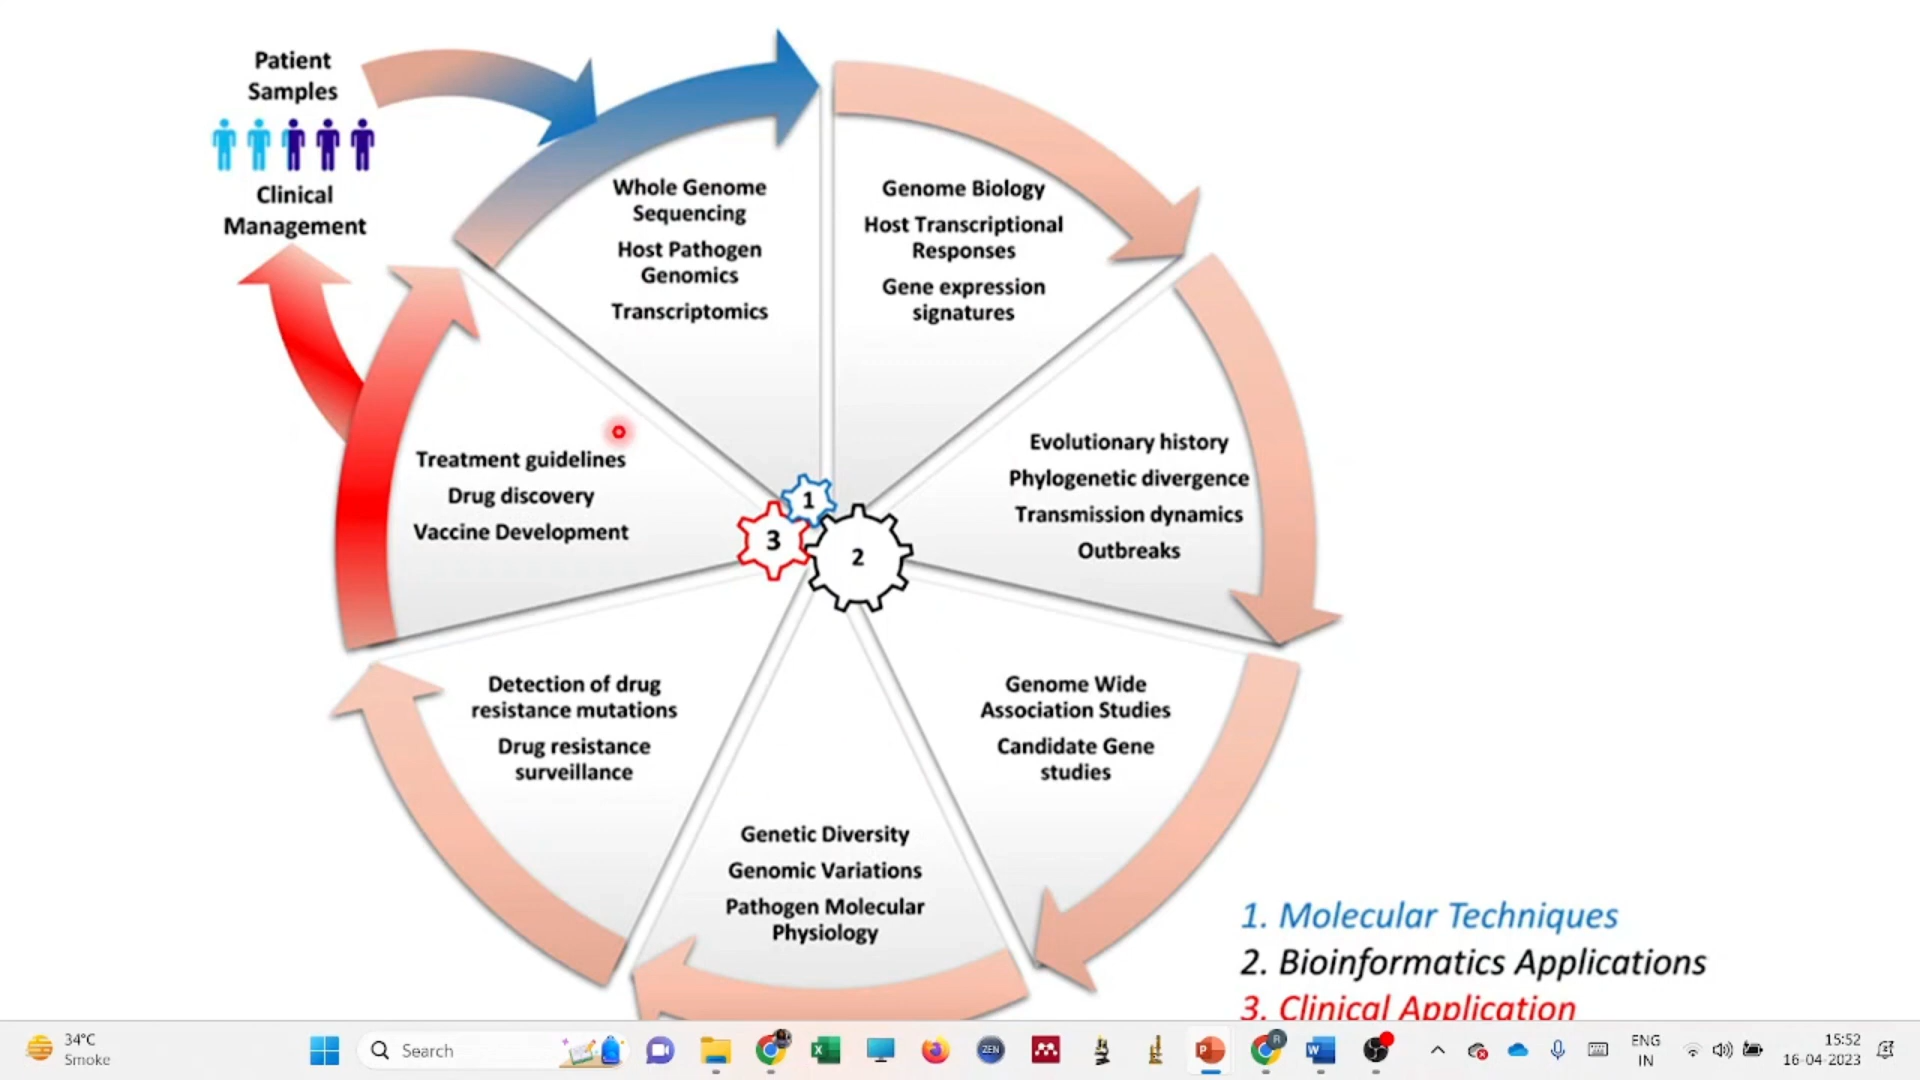 Patient
Samples
Clinical
Management
Whole Genome
Sequencing
Host Pathogen
Genomics
Transcriptomics
Genome Biology
Host Transcriptional
Responses
Gene expression
signatures
Evolutionary history
Phylogenetic divergence
Transmission dynamics
Outbreaks
Genome Wide
Association Studies
Candidate Gene
studies
Genetic Diversity
Genomic Variations
Pathogen Molecular
Physiology
Detection of drug
resistance mutations
Drug resistance
surveillance
Treatment guidelines
Drug discovery
Vaccine Development
1
2
3
1. Molecular Techniques
2. Bioinformatics Applications
3. Clinical Application
34°C
Smoke
Search
ZEN
ENG
IN
15:52
16-04-2023